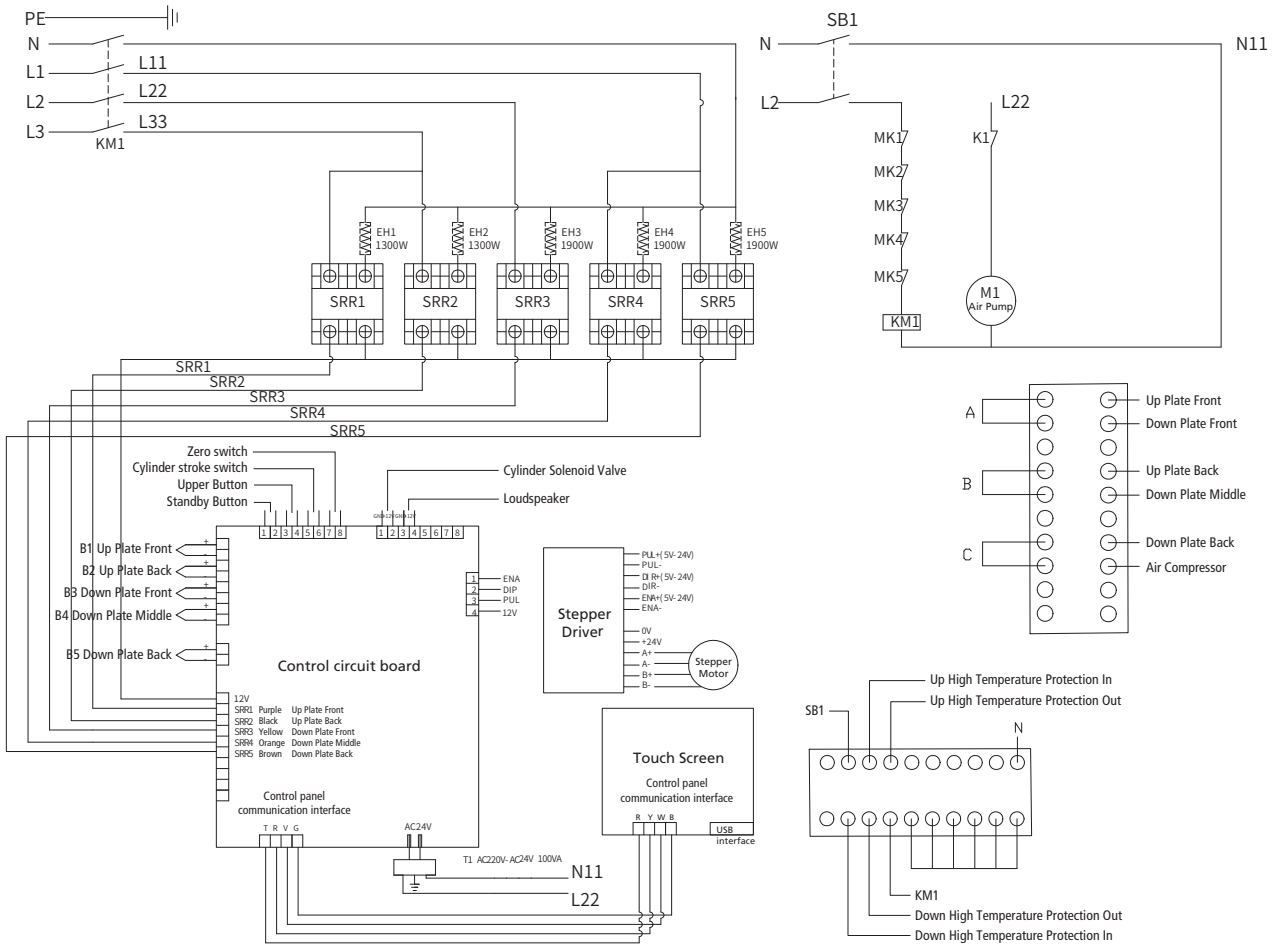 PE
N
L1
L2
L3
KM1
L11
L22
L33
EH1
1300W
EH2
1300W
EH3
1900W
EH4
1900W
EH5
1900W
SRR1
SRR2
SRR3
SRR4
SRR5
SRR1
SRR2
SRR3
SRR4
SRR5
SB1
N
N11
L2
L22
MK1
MK2
MK3
MK4
MK5
KM1
K1
M1
Air Pump
A
B
C
Up Plate Front
Down Plate Front
Up Plate Back
Down Plate Middle
Down Plate Back
Air Compressor
Zero switch
Cylinder stroke switch
Upper Button
Standby Button
1 2 3 4 5 6 7 8
Cylinder Solenoid Valve
Loudspeaker
GND+12V GND+12V
1 2 3 4 5 6 7 8
B1 Up Plate Front
+
-
B2 Up Plate Back
+
-
B3 Down Plate Front
+
-
B4 Down Plate Middle
+
-
B5 Down Plate Back
+
-
1 ENA
2 DIP
3 PUL
4 12V
Control circuit board
12V
SRR1 Purple Up Plate Front
SRR2 Black Up Plate Back
SRR3 Yellow Down Plate Front
SRR4 Orange Down Plate Middle
SRR5 Brown Down Plate Back
Control panel
communication interface
T R V G
AC24V
T1 AC220V-AC24V 100VA
N11
L22
Stepper
Driver
PUL+(5V-24V)
PUL-
DIR+(5V-24V)
DIR-
ENA+(5V-24V)
ENA-
0V
+24V
A+
A-
B+
B-
Stepper
Motor
Touch Screen
Control panel
communication interface
R Y W B
USB
interface
Up High Temperature Protection In
Up High Temperature Protection Out
SB1
N
KM1
Down High Temperature Protection Out
Down High Temperature Protection In